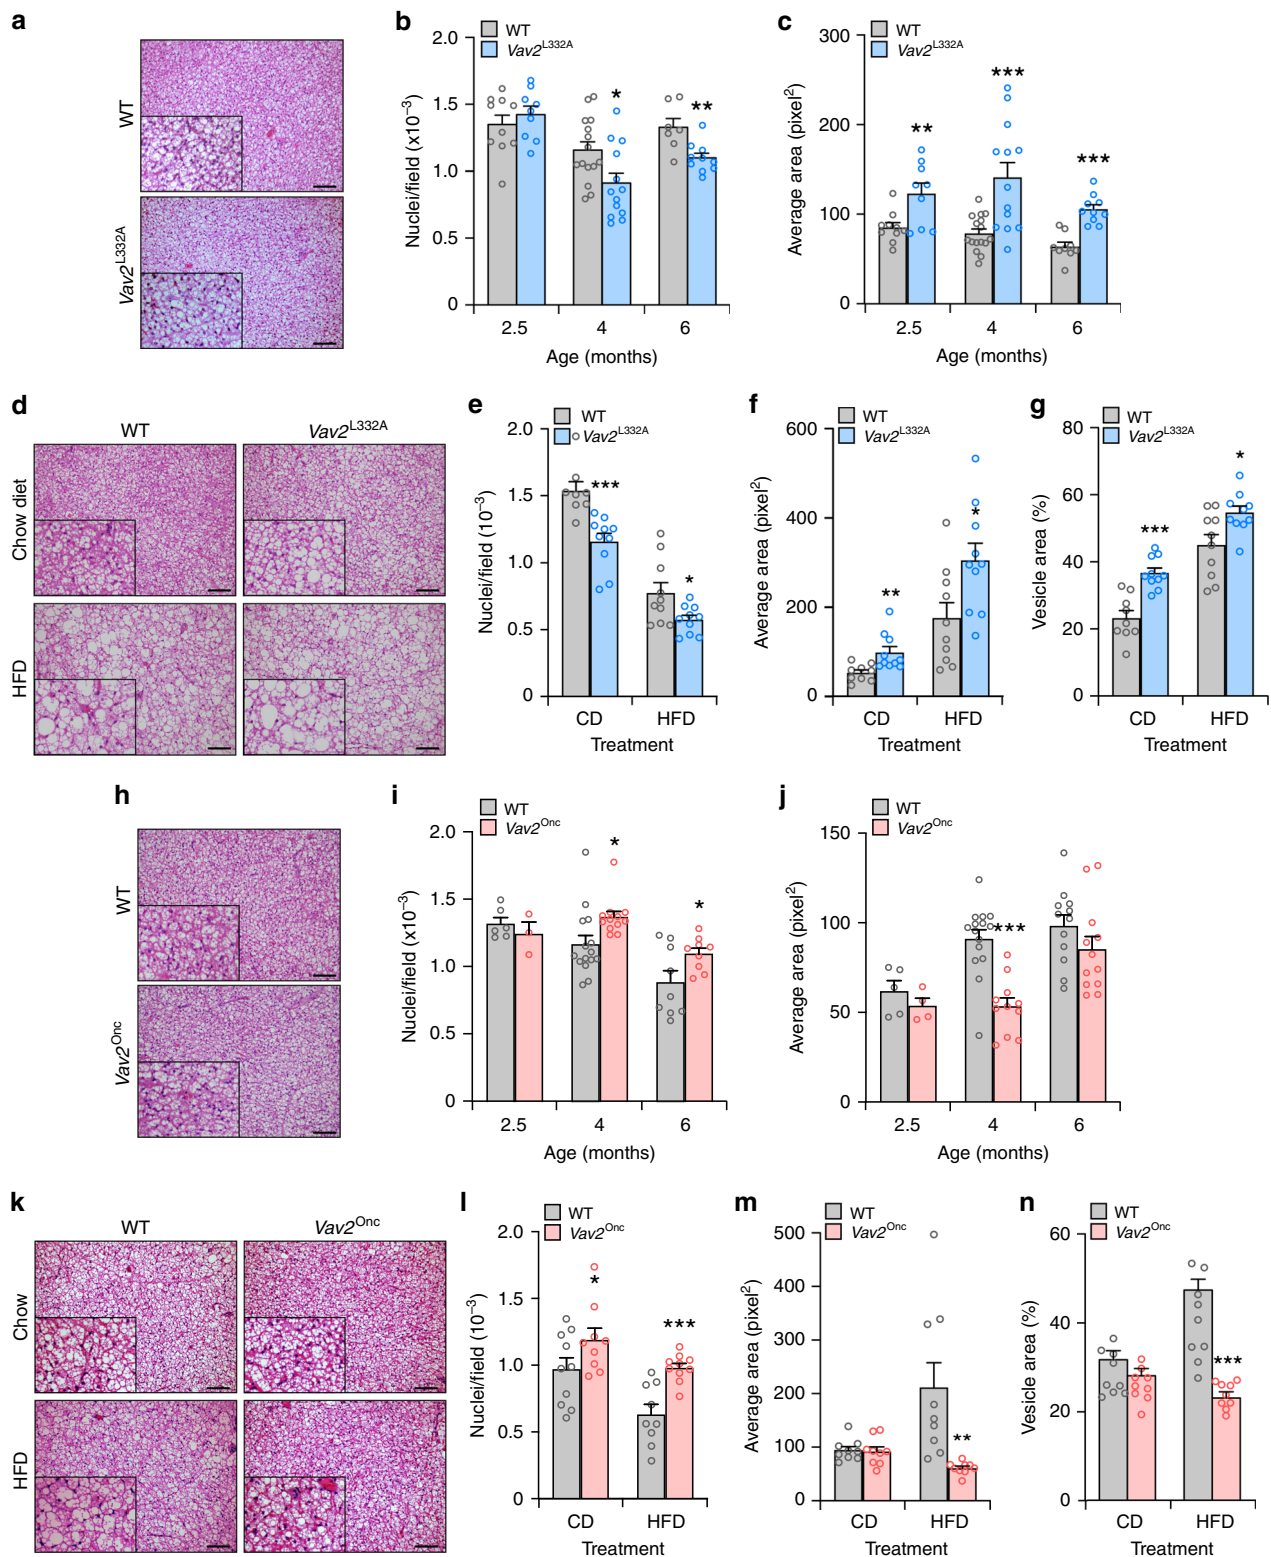 a
WT
Vav2L332A
b
WT
Vav2L332A
Nuclei/field (x10–3)
2.0
1.5
1.0
0.5
0
*
**
2.5 4 6
Age (months)
c
WT
Vav2L332A
Average area (pixel2)
300
200
100
0
**
***
***
2.5 4 6
Age (months)
d
WT Vav2L332A
Chow diet
HFD
e
WT
Vav2L332A
Nuclei/field (10–3)
2.0
1.5
1.0
0.5
0
***
*
CD HFD
Treatment
f
WT
Vav2L332A
Average area (pixel2)
600
400
200
0
**
*
CD HFD
Treatment
g
WT
Vav2L332A
Vesicle area (%)
80
60
40
20
0
***
*
CD HFD
Treatment
h
WT
Vav2Onc
i
WT
Vav2Onc
Nuclei/field (x10–3)
2.0
1.5
1.0
0.5
0
*
*
2.5 4 6
Age (months)
j
WT
Vav2Onc
Average area (pixel2)
150
100
50
0
***
2.5 4 6
Age (months)
k
WT Vav2Onc
Chow
HFD
l
WT
Vav2Onc
Nuclei/field (10–3)
2.0
1.5
1.0
0.5
0
*
***
CD HFD
Treatment
m
WT
Vav2Onc
Average area (pixel2)
500
400
300
200
100
0
**
CD HFD
Treatment
n
WT
Vav2Onc
Vesicle area (%)
60
40
20
0
***
CD HFD
Treatment